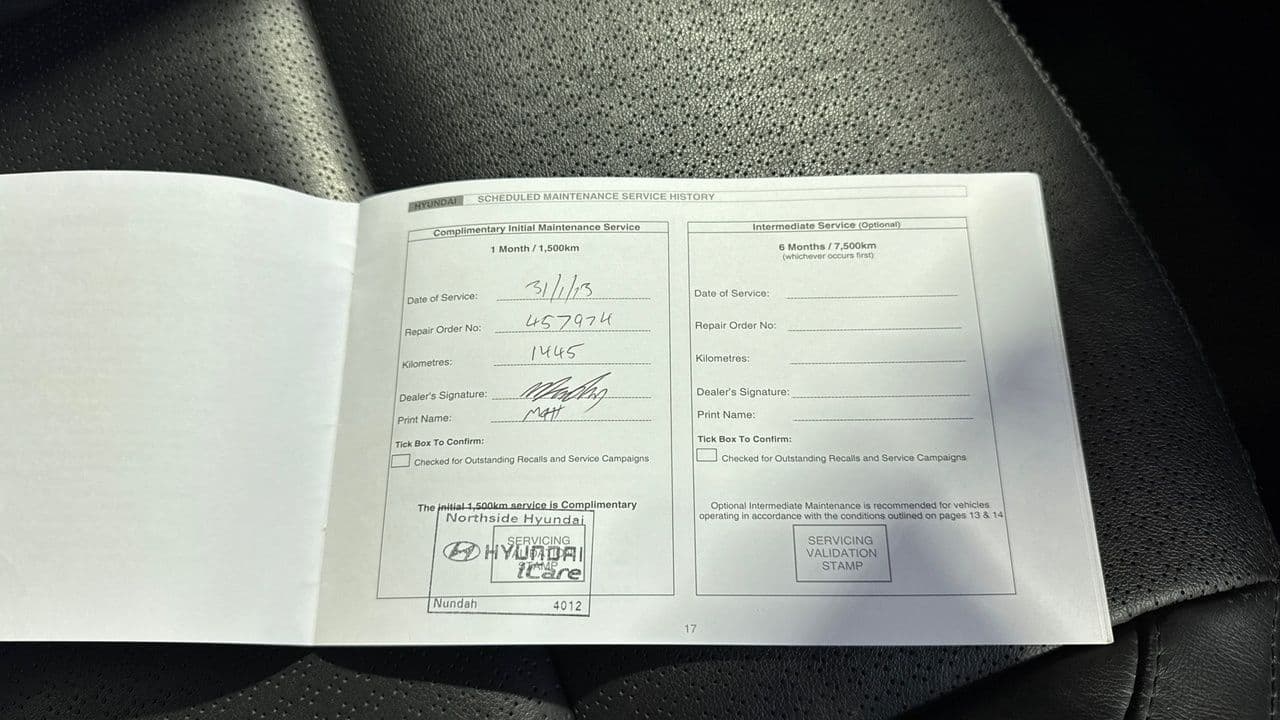 HYUNDAI SCHEDULED MAINTENANCE SERVICE HISTORY
Complimentary Initial Maintenance Service
1 Month / 1,500km
Date of Service: 31/1/13
Repair Order No: 457974
Kilometres: 1445
Dealer's Signature:
Print Name: Matt
Tick Box To Confirm:
Checked for Outstanding Recalls and Service Campaigns
The initial 1,500km service is Complimentary
Northside Hyundai
SERVICING
HYUNDAI
STAMP
iCare
Nundah 4012
Intermediate Service (Optional)
6 Months / 7,500km
(whichever occurs first)
Date of Service:
Repair Order No:
Kilometres:
Dealer's Signature:
Print Name:
Tick Box To Confirm:
Checked for Outstanding Recalls and Service Campaigns
Optional Intermediate Maintenance is recommended for vehicles
operating in accordance with the conditions outlined on pages 13 & 14
SERVICING
VALIDATION
STAMP
17